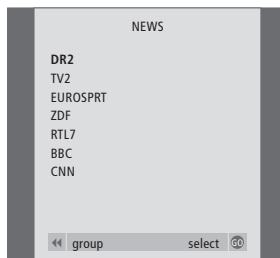 NEWS
DR2
TV2
EUROSPRT
ZDF
RTL7
BBC
CNN
group select GO